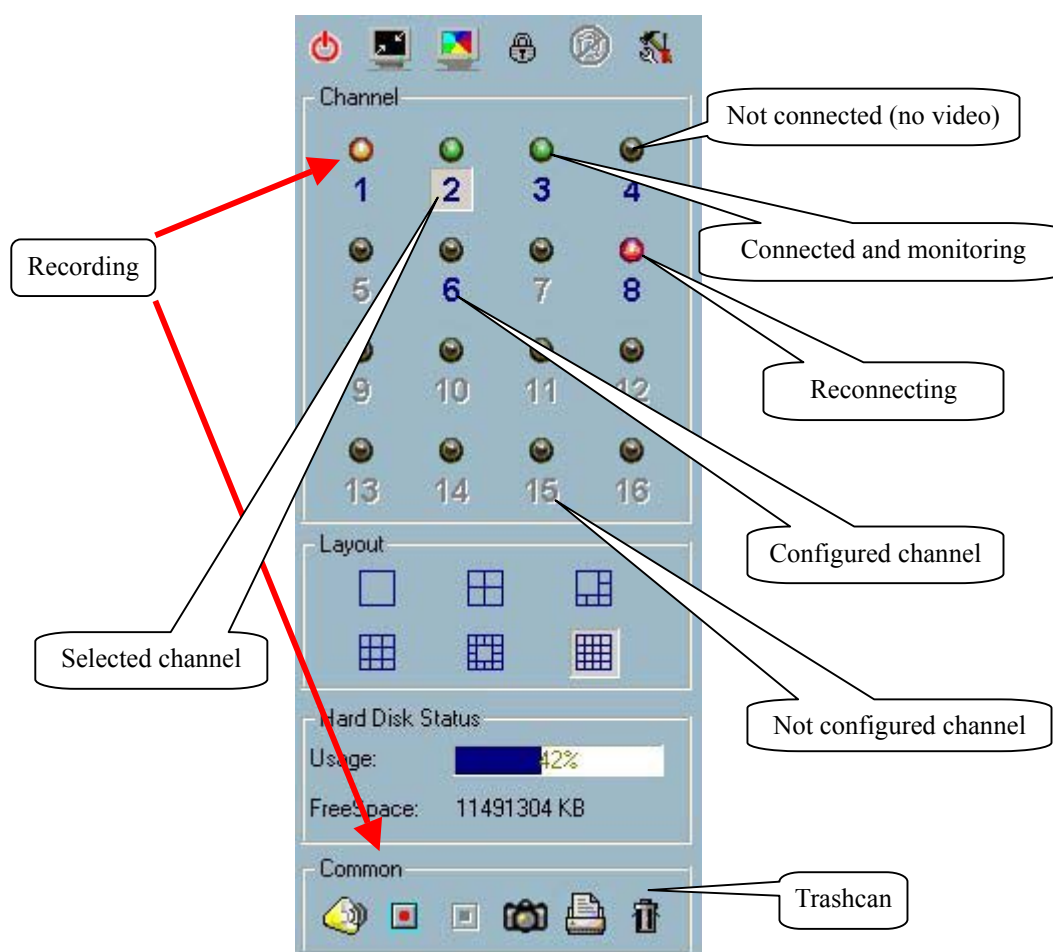 Channel
Not connected (no video)
1 2 3 4
Connected and monitoring
Recording
5 6 7 8
Reconnecting
9 10 11 12
13 14 15 16
Configured channel
Layout
Selected channel
Not configured channel
Hard Disk Status
Usage: 42%
FreeSpace: 11491304 KB
Common
Trashcan